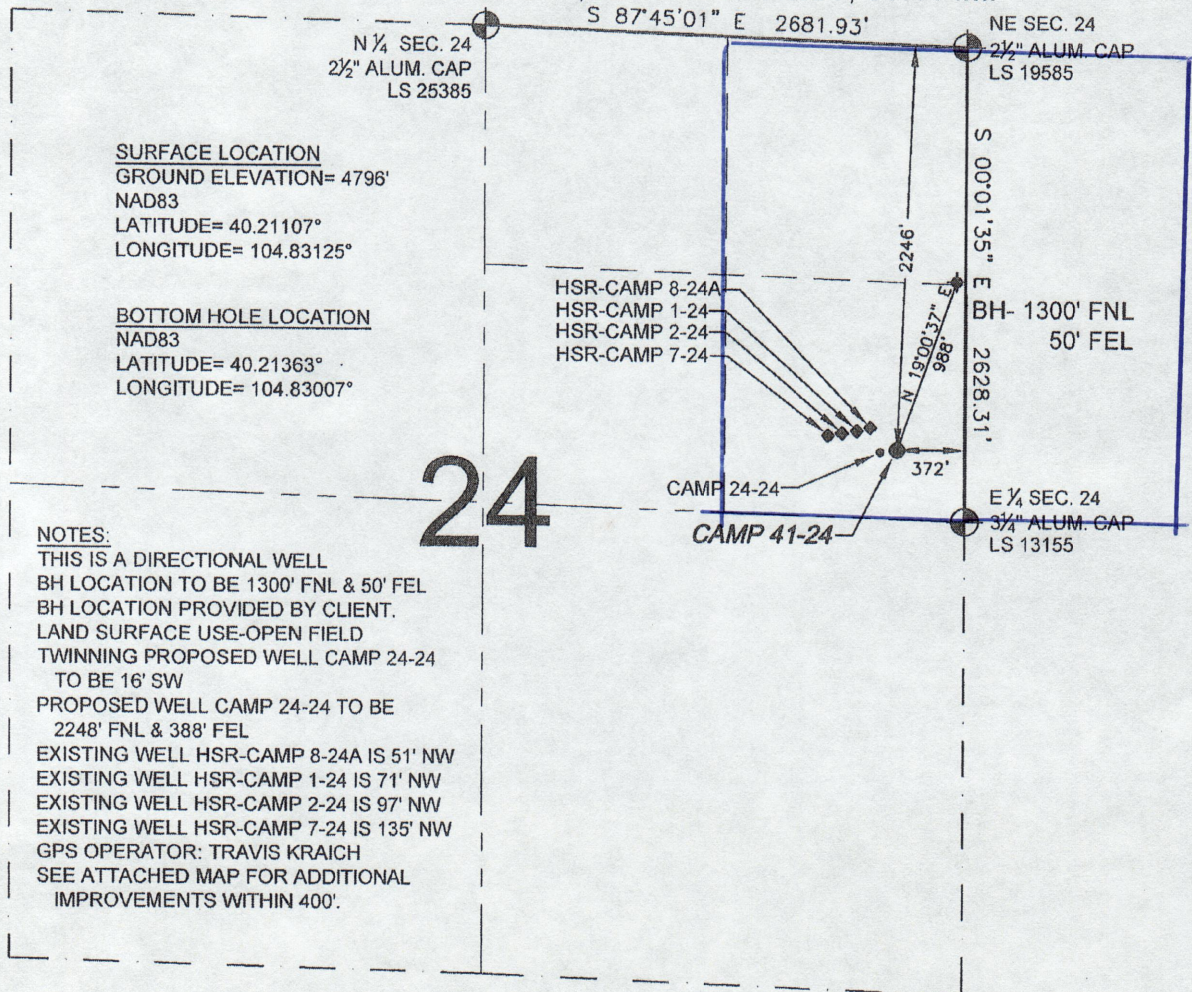 S 87°45'01" E 2681.93'
N ¼ SEC. 24
2½" ALUM. CAP
LS 25385
NE SEC. 24
2½" ALUM. CAP
LS 19585
SURFACE LOCATION
GROUND ELEVATION= 4796'
NAD83
LATITUDE= 40.21107°
LONGITUDE= 104.83125°
BOTTOM HOLE LOCATION
NAD83
LATITUDE= 40.21363°
LONGITUDE= 104.83007°
S 00°01'35" E 2628.31'
2246'
HSR-CAMP 8-24A
HSR-CAMP 1-24
HSR-CAMP 2-24
HSR-CAMP 7-24
N 19°00'37" E
988'
BH- 1300' FNL
50' FEL
372'
CAMP 24-24
CAMP 41-24
E ¼ SEC. 24
3¼" ALUM. CAP
LS 13155
24
NOTES:
THIS IS A DIRECTIONAL WELL
BH LOCATION TO BE 1300' FNL & 50' FEL
BH LOCATION PROVIDED BY CLIENT.
LAND SURFACE USE-OPEN FIELD
TWINNING PROPOSED WELL CAMP 24-24
TO BE 16' SW
PROPOSED WELL CAMP 24-24 TO BE
2248' FNL & 388' FEL
EXISTING WELL HSR-CAMP 8-24A IS 51' NW
EXISTING WELL HSR-CAMP 1-24 IS 71' NW
EXISTING WELL HSR-CAMP 2-24 IS 97' NW
EXISTING WELL HSR-CAMP 7-24 IS 135' NW
GPS OPERATOR: TRAVIS KRAICH
SEE ATTACHED MAP FOR ADDITIONAL
IMPROVEMENTS WITHIN 400'.